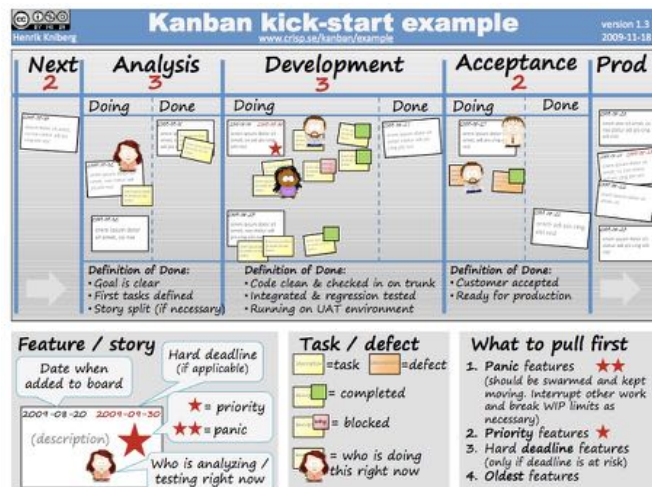 Kanban kick-start example
Henrik Kniberg
www.crisp.se/kanban/example
version 1.3
2009-11-18
Next
2
Analysis
3
Development
3
Acceptance
2
Prod
Doing
Done
Doing
Done
Doing
Done
Definition of Done:
• Goal is clear
• First tasks defined
• Story split (if necessary)
Definition of Done:
• Code clean & checked in on trunk
• Integrated & regression tested
• Running on UAT environment
Definition of Done:
• Customer accepted
• Ready for production
Feature / story
Date when
added to board
Hard deadline
(if applicable)
2009-08-20
2009-09-30
(description)
= priority
= panic
Who is analyzing /
testing right now
Task / defect
=task
=defect
= completed
= blocked
= who is doing
this right now
What to pull first
1. Panic features
(should be swarmed and kept
moving. Interrupt other work
and break WIP limits as
necessary)
2. Priority features
3. Hard deadline features
(only if deadline is at risk)
4. Oldest features